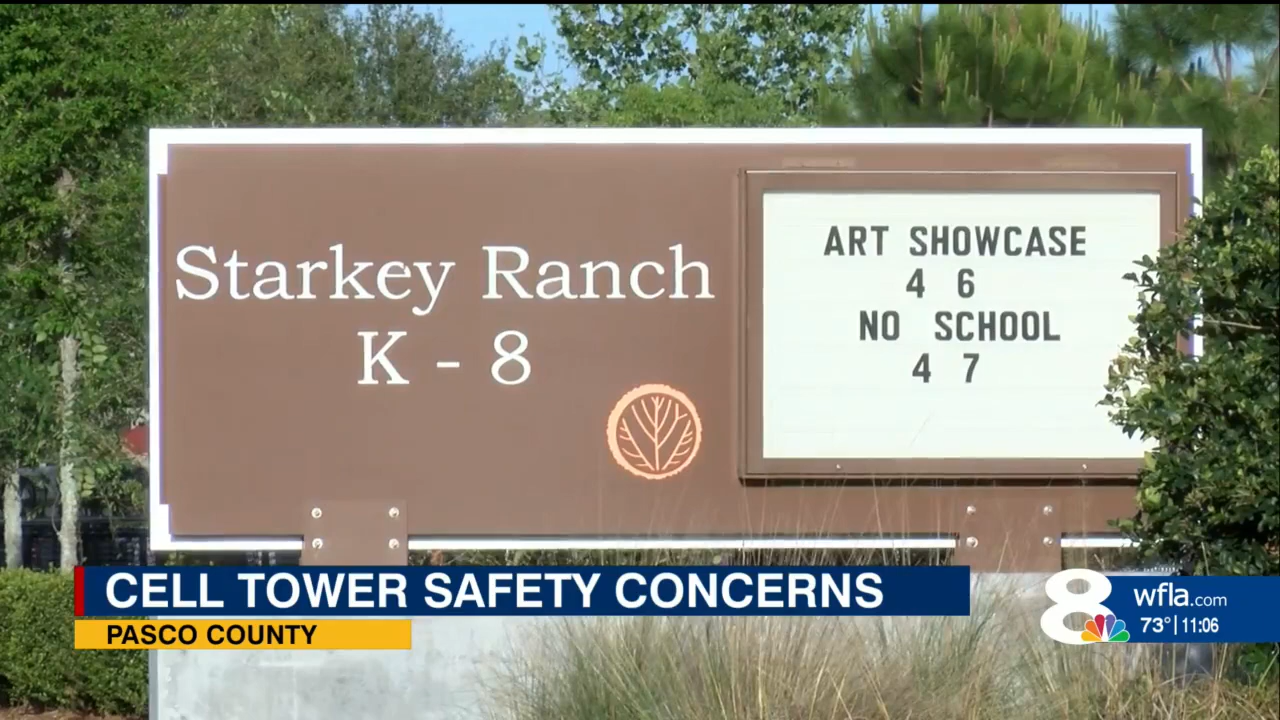 Starkey Ranch
K - 8
ART SHOWCASE
4 6
NO SCHOOL
4 7
CELL TOWER SAFETY CONCERNS
PASCO COUNTY
8
wfla.com
73° | 11:06